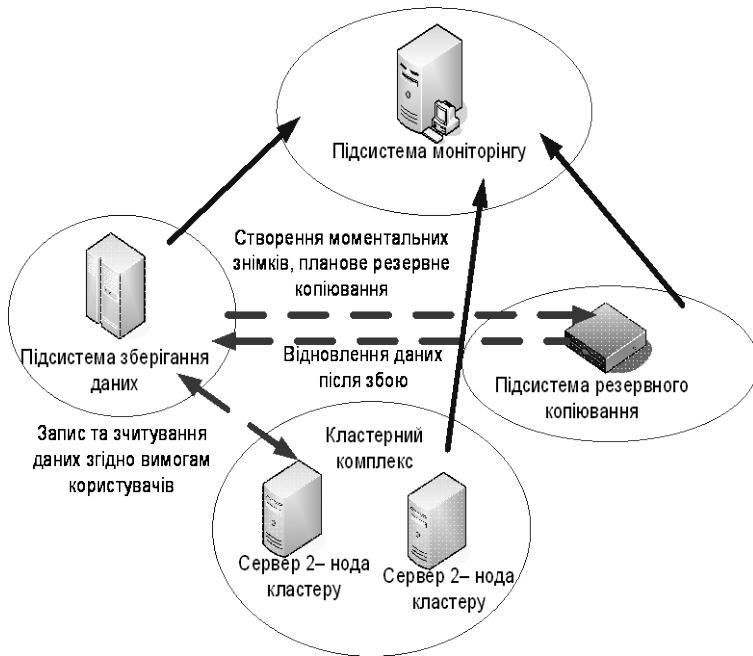 Підсистема моніторінгу
Створення моментальних
знімків, планове резервне
копіювання
Підсистема зберігання
даних
Відновлення даних
після збою
Підсистема резервного
копіювання
Запис та зчитування
даних згідно вимогам
користувачів
Кластерний
комплекс
Сервер 2– нода
кластеру
Сервер 2– нода
кластеру